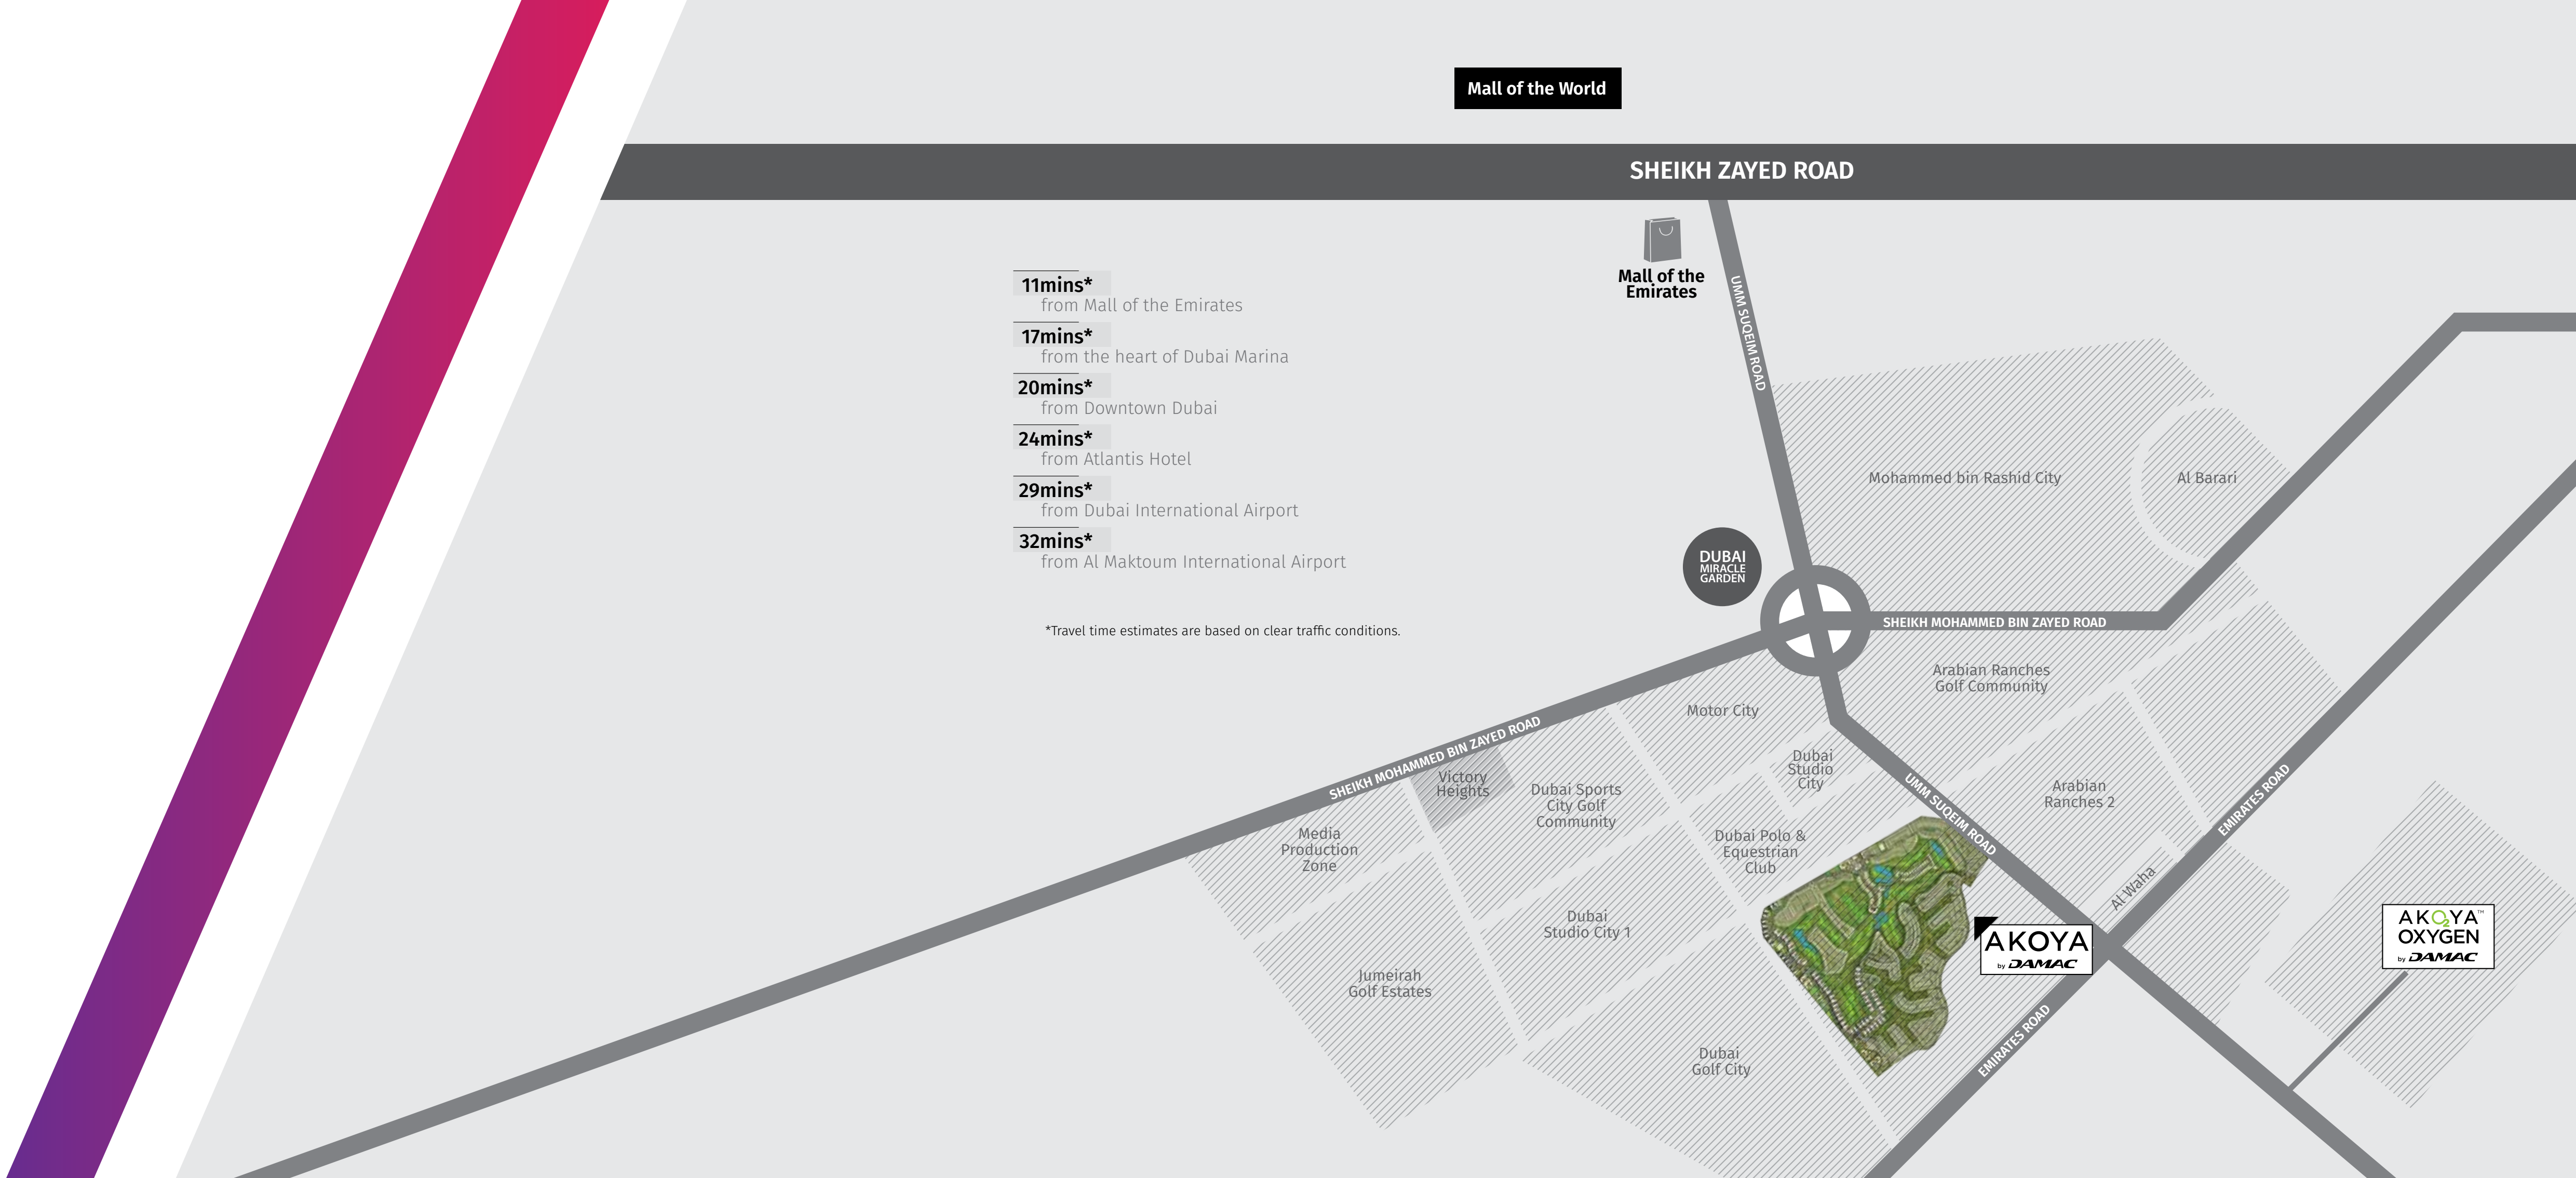 Mall of the World
SHEIKH ZAYED ROAD
Mall of the
Emirates
UMM SUQEIM ROAD
11mins*
from Mall of the Emirates
17mins*
from the heart of Dubai Marina
20mins*
from Downtown Dubai
24mins*
from Atlantis Hotel
29mins*
from Dubai International Airport
32mins*
from Al Maktoum International Airport
*Travel time estimates are based on clear traffic conditions.
Mohammed bin Rashid City
Al Barari
DUBAI
MIRACLE
GARDEN
SHEIKH MOHAMMED BIN ZAYED ROAD
Arabian Ranches
Golf Community
Motor City
SHEIKH MOHAMMED BIN ZAYED ROAD
Victory
Heights
Dubai Sports
City Golf
Community
Dubai
Studio
City
UMM SUQEIM ROAD
Arabian
Ranches 2
EMIRATES ROAD
Media
Production
Zone
Dubai Polo &
Equestrian
Club
Al Waha
Dubai
Studio City 1
AKOYA
by DAMAC
AKO2YA™
OXYGEN
by DAMAC
Jumeirah
Golf Estates
Dubai
Golf City
EMIRATES ROAD